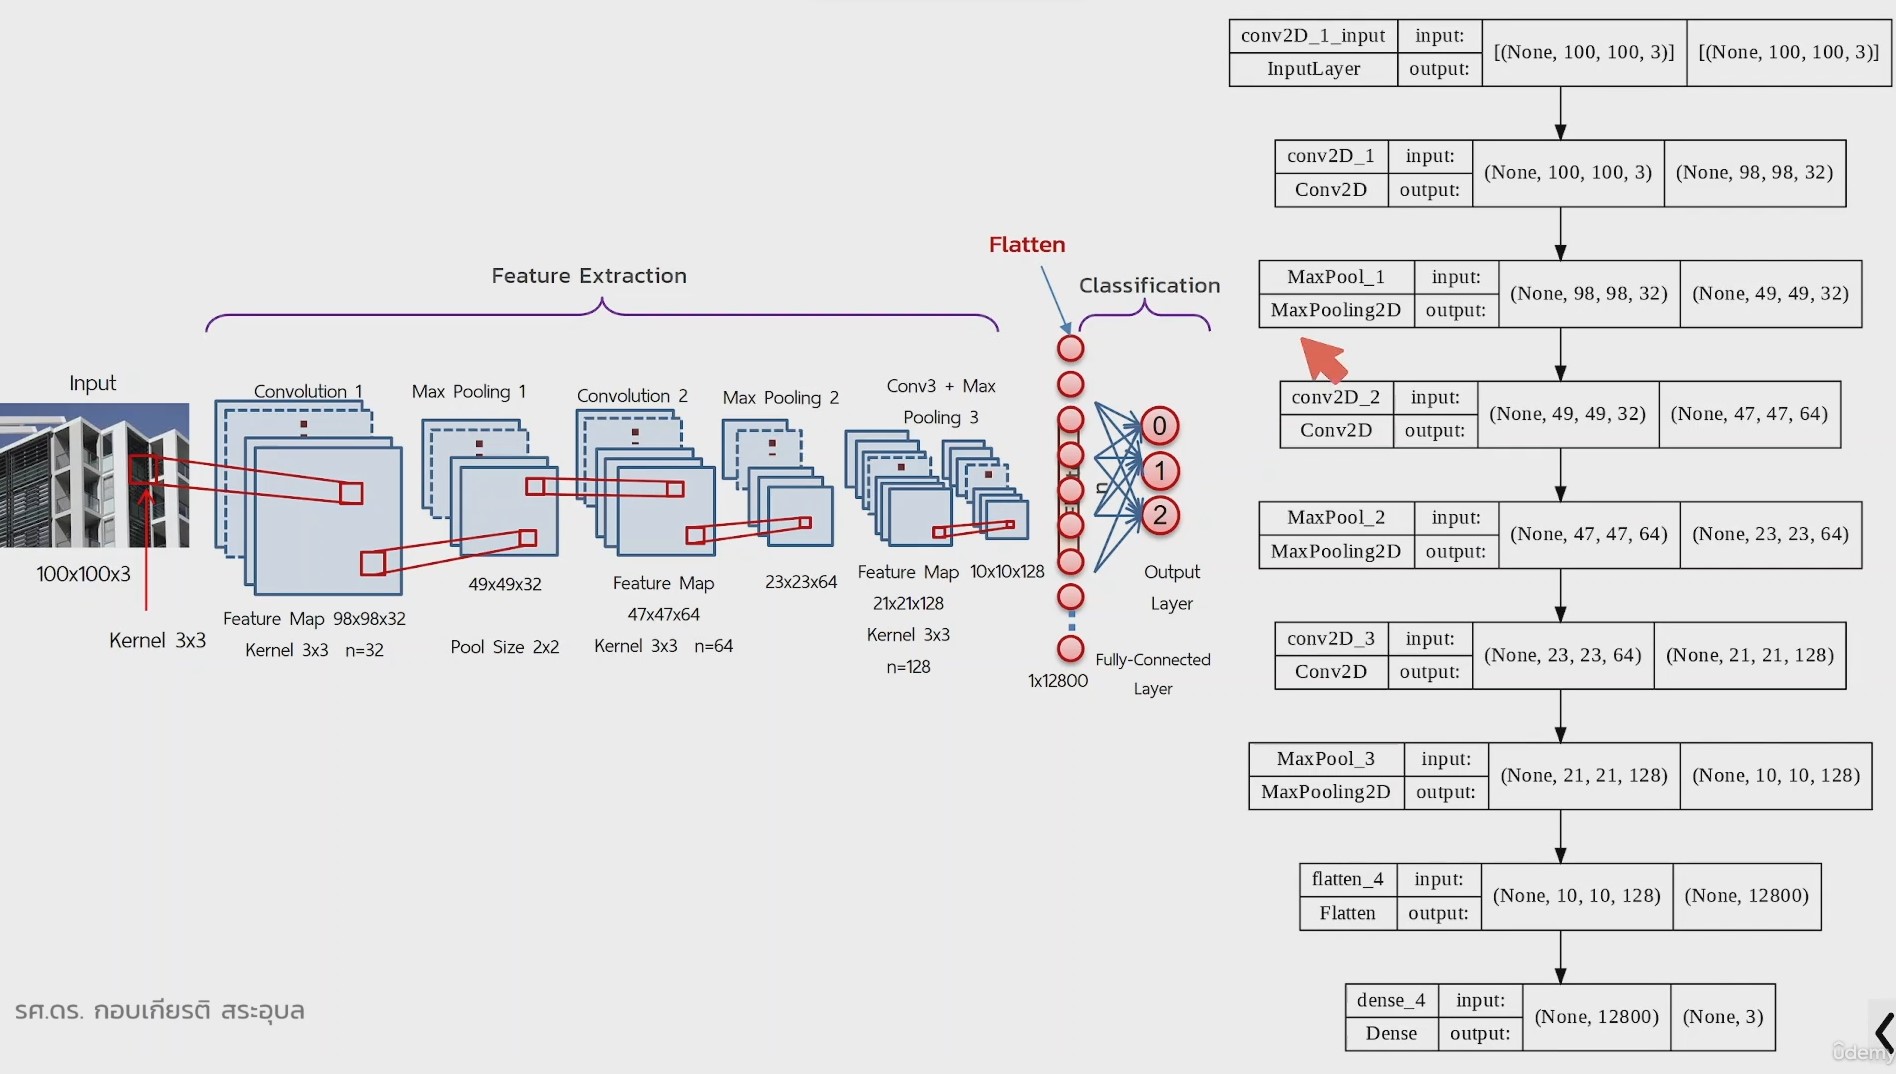 Flatten
Feature Extraction
Classification
Input
Convolution 1
Max Pooling 1
Convolution 2
Max Pooling 2
Conv3 + Max
Pooling 3
100x100x3
Kernel 3x3
Feature Map 98x98x32
Kernel 3x3 n=32
49x49x32
Pool Size 2x2
Feature Map
47x47x64
Kernel 3x3 n=64
23x23x64
Feature Map
21x21x128
Kernel 3x3
n=128
10x10x128
1x12800
n
0
1
2
Output
Layer
Fully-Connected
Layer
conv2D_1_input input: [(None, 100, 100, 3)] [(None, 100, 100, 3)]
InputLayer output:
conv2D_1 input: (None, 100, 100, 3) (None, 98, 98, 32)
Conv2D output:
MaxPool_1 input: (None, 98, 98, 32) (None, 49, 49, 32)
MaxPooling2D output:
conv2D_2 input: (None, 49, 49, 32) (None, 47, 47, 64)
Conv2D output:
MaxPool_2 input: (None, 47, 47, 64) (None, 23, 23, 64)
MaxPooling2D output:
conv2D_3 input: (None, 23, 23, 64) (None, 21, 21, 128)
Conv2D output:
MaxPool_3 input: (None, 21, 21, 128) (None, 10, 10, 128)
MaxPooling2D output:
flatten_4 input: (None, 10, 10, 128) (None, 12800)
Flatten output:
dense_4 input: (None, 12800) (None, 3)
Dense output:
รศ.ดร. กอบเกียรติ สระอุบล
ûdemy